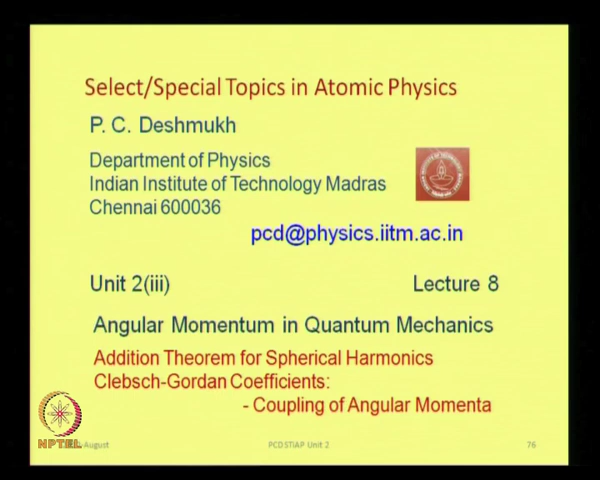 Select/Special Topics in Atomic Physics
P. C. Deshmukh
Department of Physics
Indian Institute of Technology Madras
Chennai 600036
pcd@physics.iitm.ac.in
Unit 2(iii) Lecture 8
Angular Momentum in Quantum Mechanics
Addition Theorem for Spherical Harmonics
Clebsch-Gordan Coefficients:
- Coupling of Angular Momenta
NPTEL -August PCDSTiAP Unit 2 76